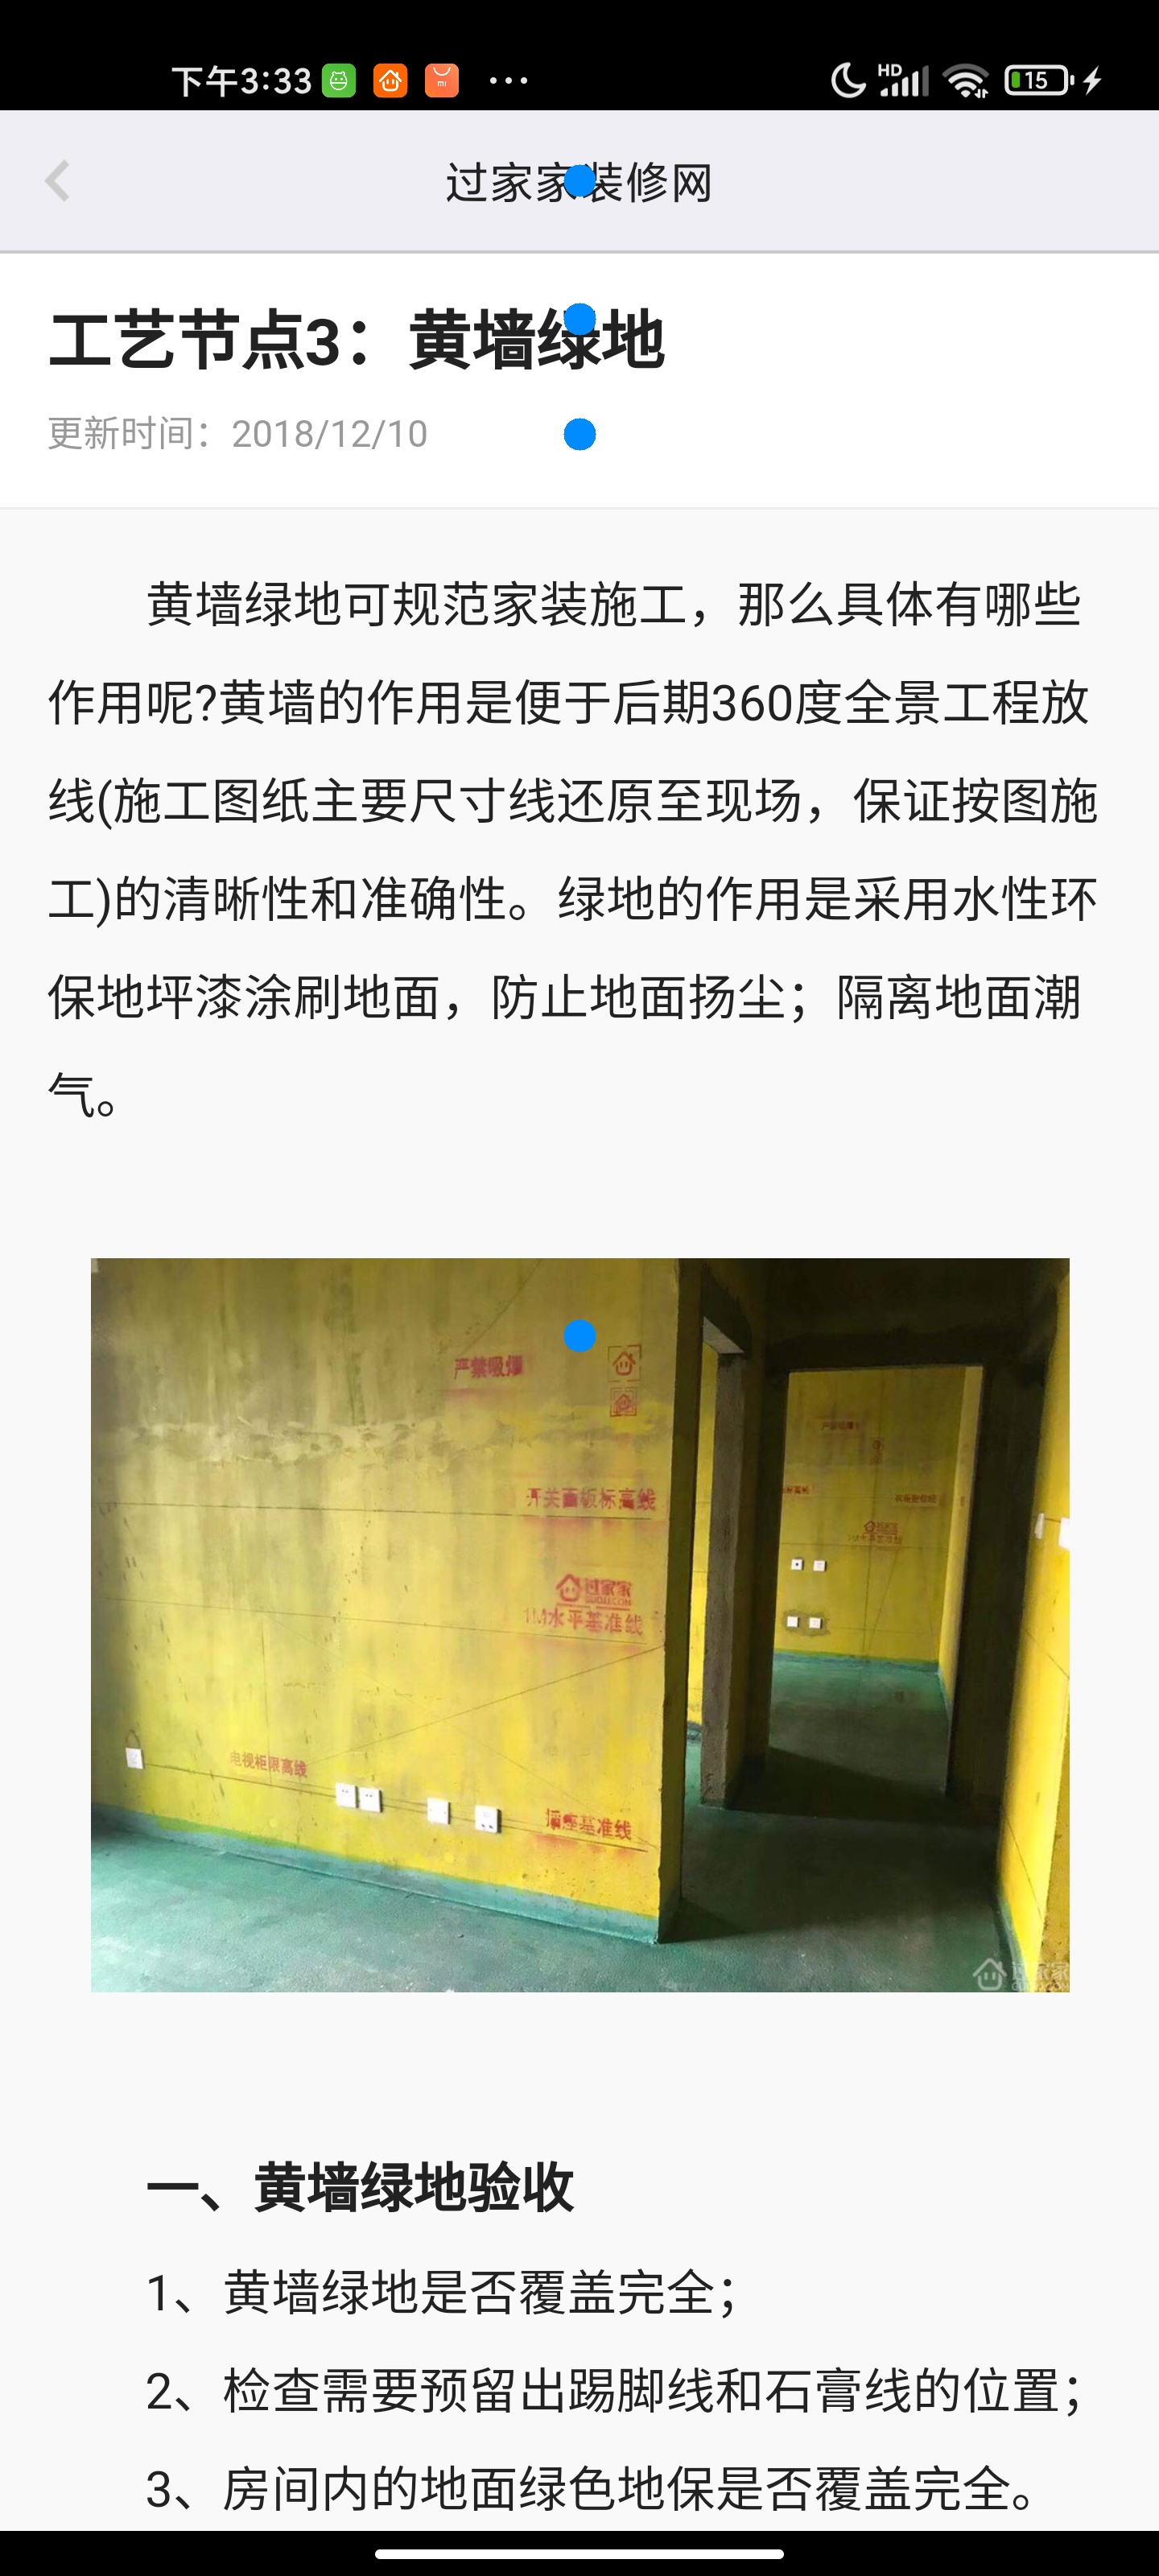 下午3:33
HD
15
过家家装修网
工艺节点3：黄墙绿地
更新时间：2018/12/10
黄墙绿地可规范家装施工，那么具体有哪些
作用呢?黄墙的作用是便于后期360度全景工程放
线(施工图纸主要尺寸线还原至现场，保证按图施
工)的清晰性和准确性。绿地的作用是采用水性环
保地坪漆涂刷地面，防止地面扬尘；隔离地面潮
气。
严禁吸烟
开关面板标高线
过家家
1M水平基准线
电视柜限高线
插座基准线
过家家
一、黄墙绿地验收
1、黄墙绿地是否覆盖完全；
2、检查需要预留出踢脚线和石膏线的位置；
3、房间内的地面绿色地保是否覆盖完全。